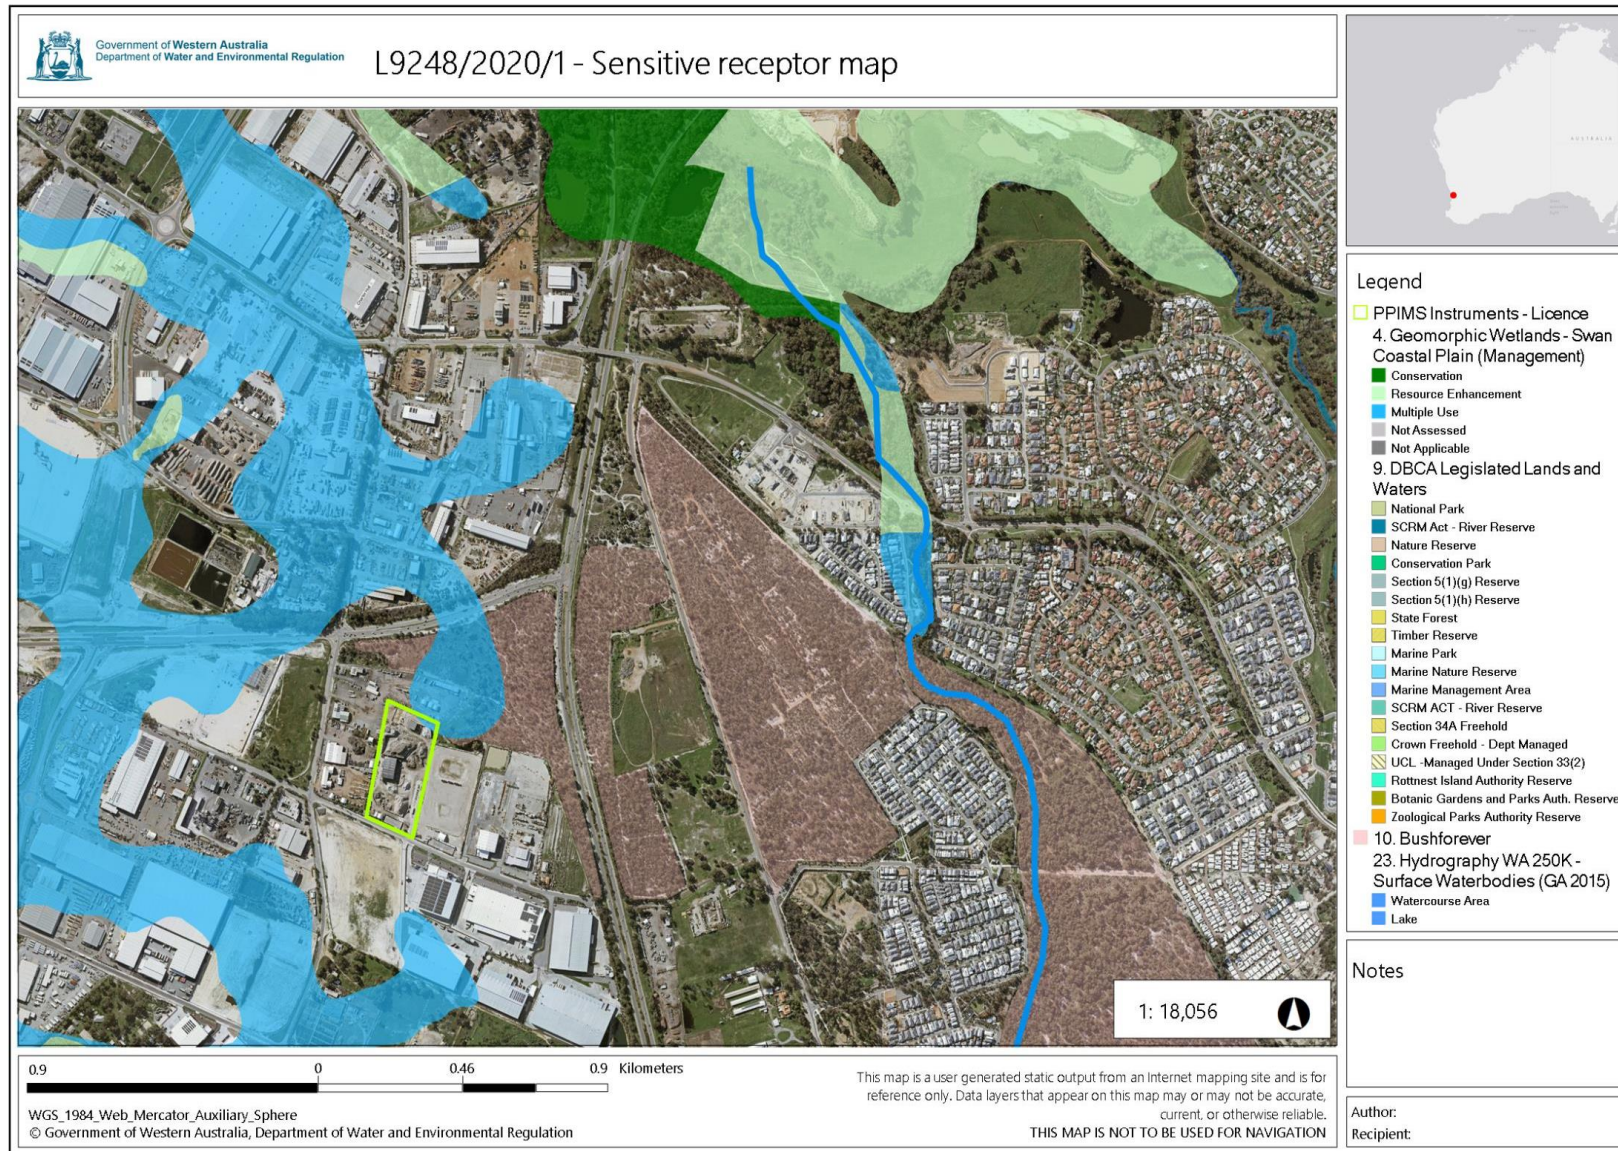 Government of Western Australia
Department of Water and Environmental Regulation
L9248/2020/1 - Sensitive receptor map
AUSTRALIA
Legend
PPIMS Instruments - Licence
4. Geomorphic Wetlands - Swan
Coastal Plain (Management)
Conservation
Resource Enhancement
Multiple Use
Not Assessed
Not Applicable
9. DBCA Legislated Lands and
Waters
National Park
SCRM Act - River Reserve
Nature Reserve
Conservation Park
Section 5(1)(g) Reserve
Section 5(1)(h) Reserve
State Forest
Timber Reserve
Marine Park
Marine Nature Reserve
Marine Management Area
SCRM ACT - River Reserve
Section 34A Freehold
Crown Freehold - Dept Managed
UCL -Managed Under Section 33(2)
Rottnest Island Authority Reserve
Botanic Gardens and Parks Auth. Reserve
Zoological Parks Authority Reserve
10. Bushforever
23. Hydrography WA 250K -
Surface Waterbodies (GA 2015)
Watercourse Area
Lake
1: 18,056
Notes
0.9 0 0.46 0.9 Kilometers
WGS_1984_Web_Mercator_Auxiliary_Sphere
© Government of Western Australia, Department of Water and Environmental Regulation
This map is a user generated static output from an Internet mapping site and is for
reference only. Data layers that appear on this map may or may not be accurate,
current, or otherwise reliable.
THIS MAP IS NOT TO BE USED FOR NAVIGATION
Author:
Recipient: